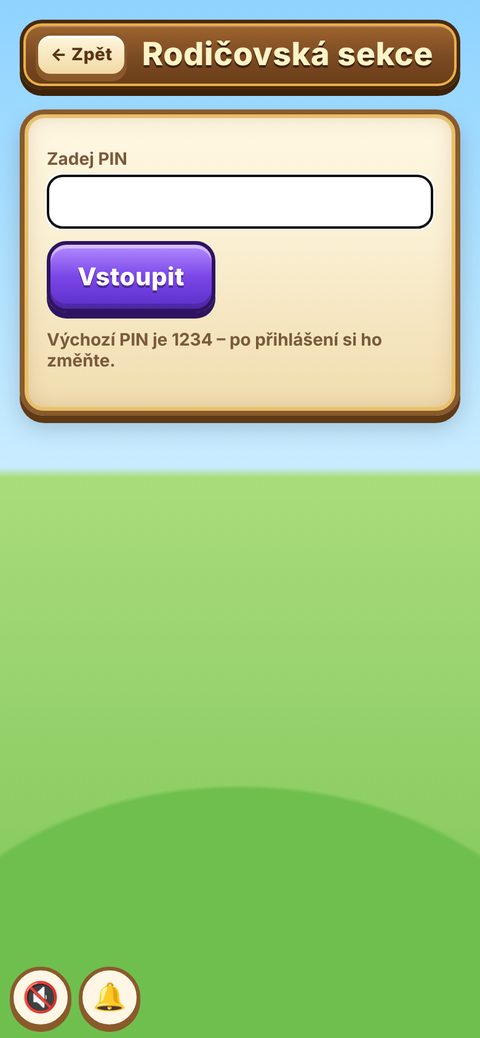 ← Zpět
Rodičovská sekce
Zadej PIN
Vstoupit
Výchozí PIN je 1234 – po přihlášení si ho
změňte.